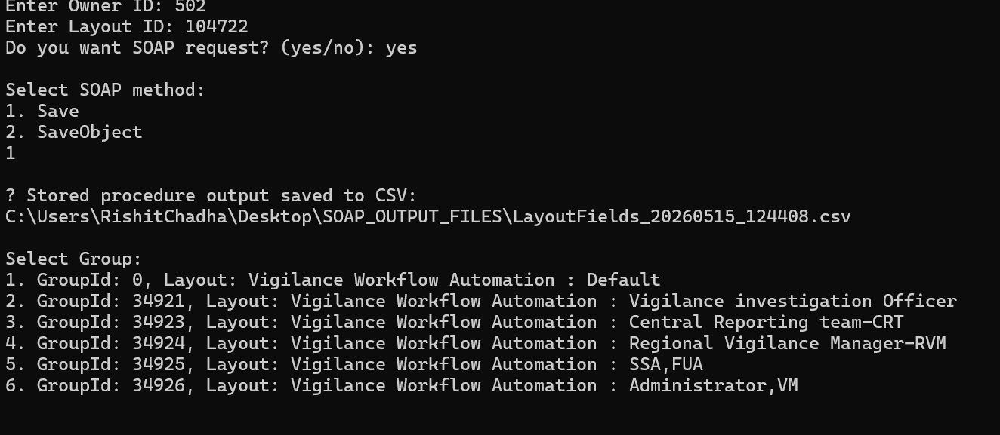 Enter Owner ID: 502
Enter Layout ID: 104722
Do you want SOAP request? (yes/no): yes
Select SOAP method:
1. Save
2. SaveObject
1
? Stored procedure output saved to CSV:
C:\Users\RishitChadha\Desktop\SOAP_OUTPUT_FILES\LayoutFields_20260515_124408.csv
Select Group:
1. GroupId: 0, Layout: Vigilance Workflow Automation : Default
2. GroupId: 34921, Layout: Vigilance Workflow Automation : Vigilance investigation Officer
3. GroupId: 34923, Layout: Vigilance Workflow Automation : Central Reporting team-CRT
4. GroupId: 34924, Layout: Vigilance Workflow Automation : Regional Vigilance Manager-RVM
5. GroupId: 34925, Layout: Vigilance Workflow Automation : SSA,FUA
6. GroupId: 34926, Layout: Vigilance Workflow Automation : Administrator,VM